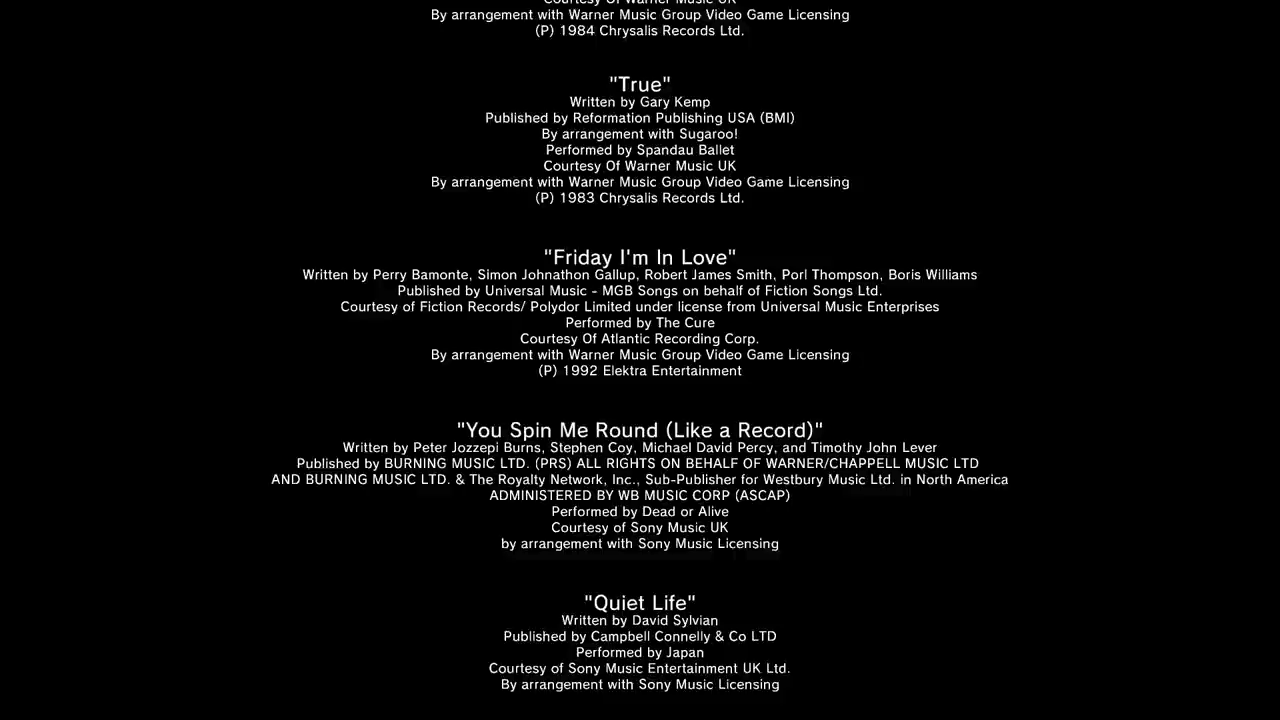 Courtesy Of Warner Music UK
By arrangement with Warner Music Group Video Game Licensing
(P) 1984 Chrysalis Records Ltd.
"True"
Written by Gary Kemp
Published by Reformation Publishing USA (BMI)
By arrangement with Sugaroo!
Performed by Spandau Ballet
Courtesy Of Warner Music UK
By arrangement with Warner Music Group Video Game Licensing
(P) 1983 Chrysalis Records Ltd.
"Friday I'm In Love"
Written by Perry Bamonte, Simon Johnathon Gallup, Robert James Smith, Porl Thompson, Boris Williams
Published by Universal Music - MGB Songs on behalf of Fiction Songs Ltd.
Courtesy of Fiction Records/ Polydor Limited under license from Universal Music Enterprises
Performed by The Cure
Courtesy Of Atlantic Recording Corp.
By arrangement with Warner Music Group Video Game Licensing
(P) 1992 Elektra Entertainment
"You Spin Me Round (Like a Record)"
Written by Peter Jozzepi Burns, Stephen Coy, Michael David Percy, and Timothy John Lever
Published by BURNING MUSIC LTD. (PRS) ALL RIGHTS ON BEHALF OF WARNER/CHAPPELL MUSIC LTD
AND BURNING MUSIC LTD. & The Royalty Network, Inc., Sub-Publisher for Westbury Music Ltd. in North America
ADMINISTERED BY WB MUSIC CORP (ASCAP)
Performed by Dead or Alive
Courtesy of Sony Music UK
by arrangement with Sony Music Licensing
"Quiet Life"
Written by David Sylvian
Published by Campbell Connelly & Co LTD
Performed by Japan
Courtesy of Sony Music Entertainment UK Ltd.
By arrangement with Sony Music Licensing